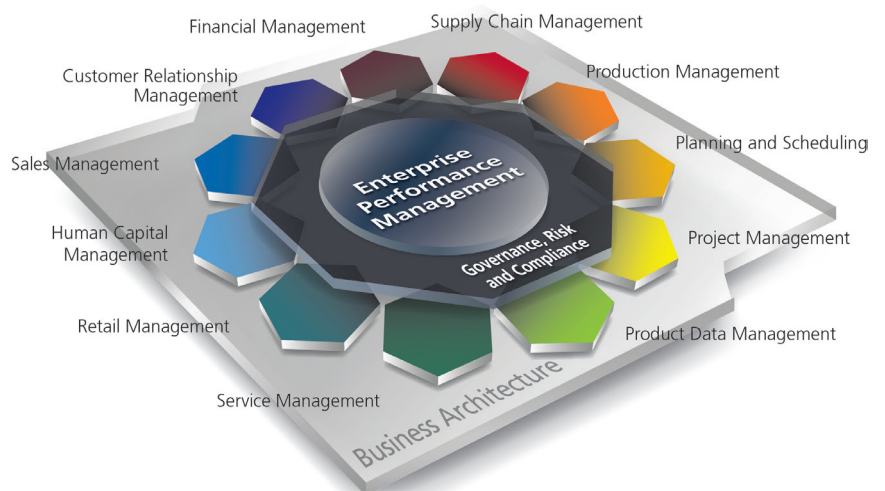 Financial Management
Supply Chain Management
Customer Relationship
Management
Production Management
Sales Management
Planning and Scheduling
Human Capital
Management
Project Management
Retail Management
Product Data Management
Service Management
Enterprise
Performance
Management
Governance, Risk
and Compliance
Business Architecture